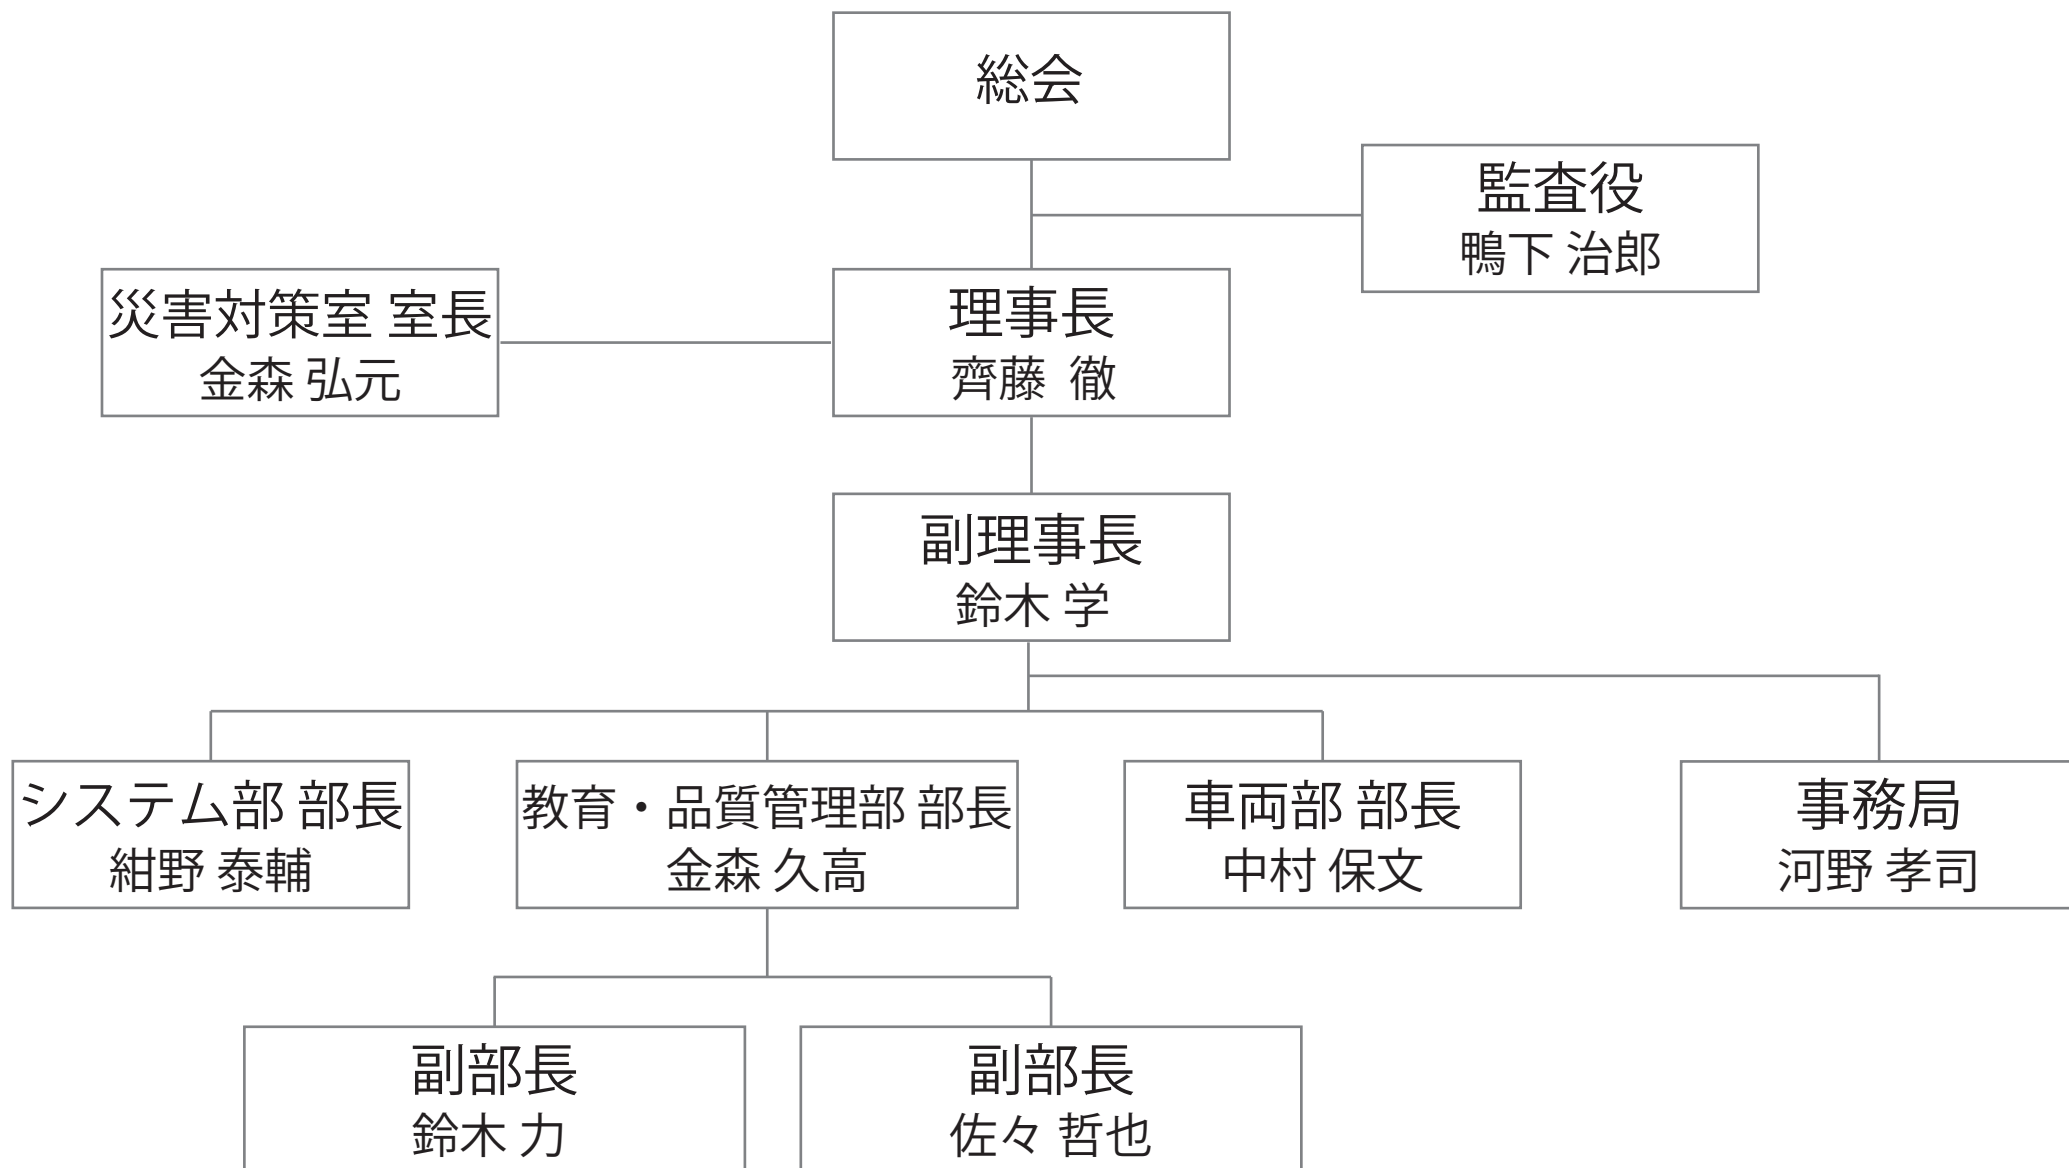 総会
監査役
鴨下 治郎
災害対策室 室長
金森 弘元
理事長
齊藤 徹
副理事長
鈴木 学
システム部 部長
紺野 泰輔
教育・品質管理部 部長
金森 久高
車両部 部長
中村 保文
事務局
河野 孝司
副部長
鈴木 力
副部長
佐々 哲也